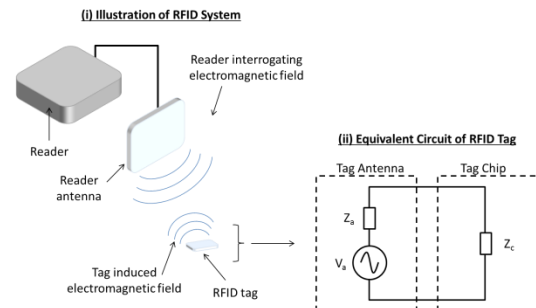 (i) Illustration of RFID System
Reader interrogating
electromagnetic field
Reader
Reader
antenna
Tag induced
electromagnetic field
RFID tag
(ii) Equivalent Circuit of RFID Tag
Tag Antenna
Tag Chip
Za
Va
Zc